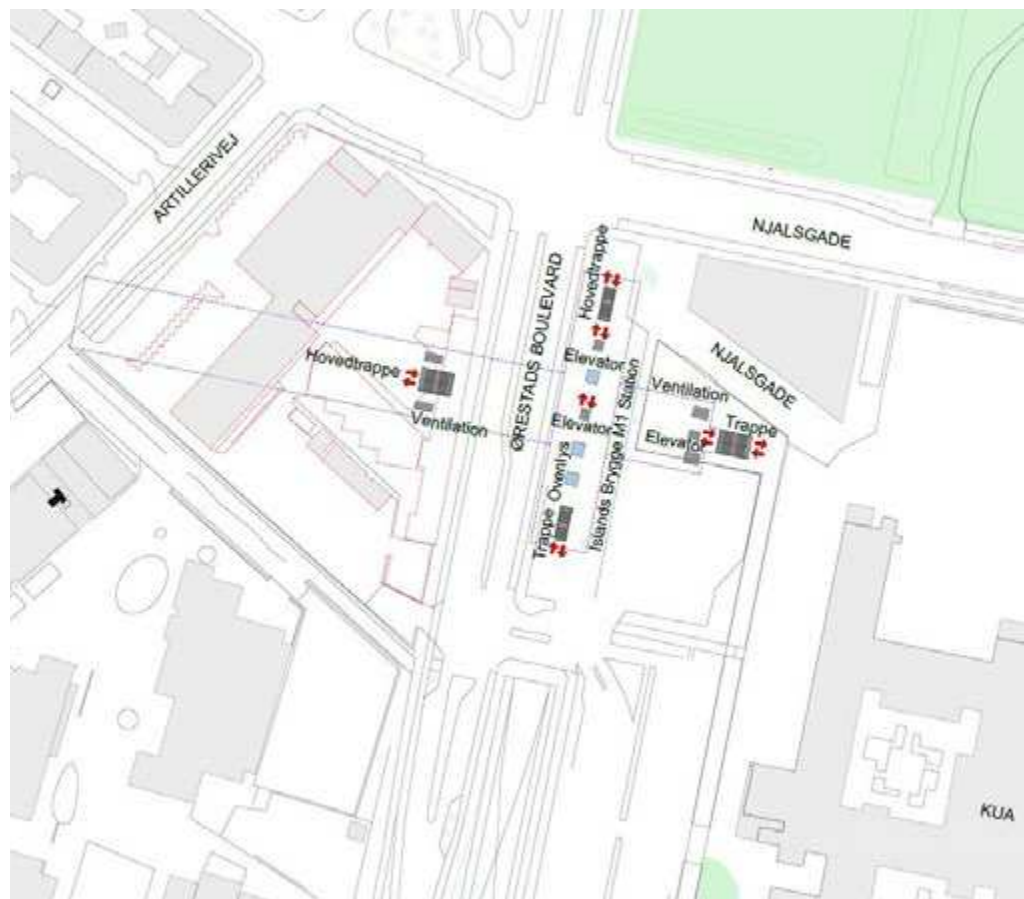 ARTILLERIVEJ
NJALSGADE
Hovedtrappe
ØRESTADS BOULEVARD
Elevator
Hovedtrappe
NJALSGADE
Ventilation
Islands Brygge M1 Station
Elevator
Ventilation
Trappe
Elevator
Ovenlys
Trappe
KUA